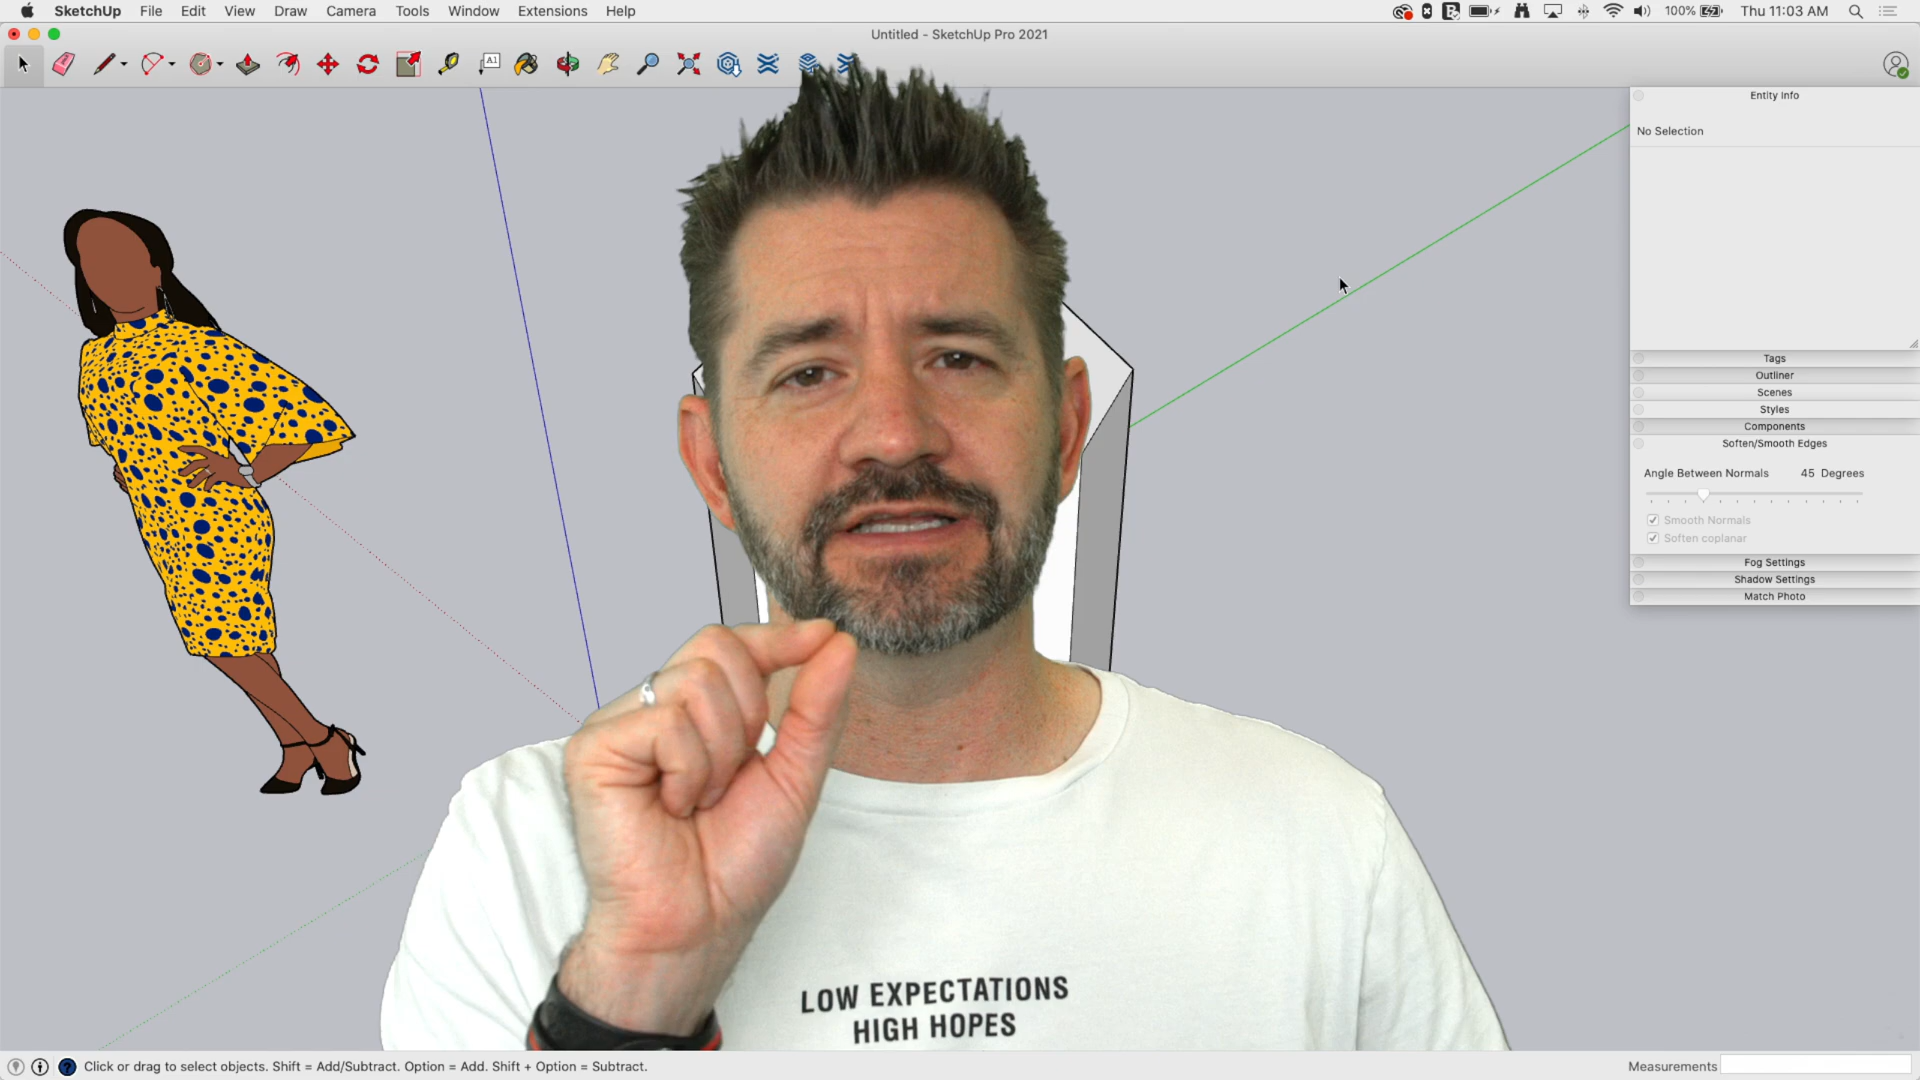 SketchUp File Edit View Draw Camera Tools Window Extensions Help 100% Thu 11:03 AM
Untitled - SketchUp Pro 2021
A1
Entity Info
No Selection
Tags
Outliner
Scenes
Styles
Components
Soften/Smooth Edges
Angle Between Normals 45 Degrees
Smooth Normals
Soften coplanar
Fog Settings
Shadow Settings
Match Photo
LOW EXPECTATIONS
HIGH HOPES
Click or drag to select objects. Shift = Add/Subtract. Option = Add. Shift + Option = Subtract. Measurements